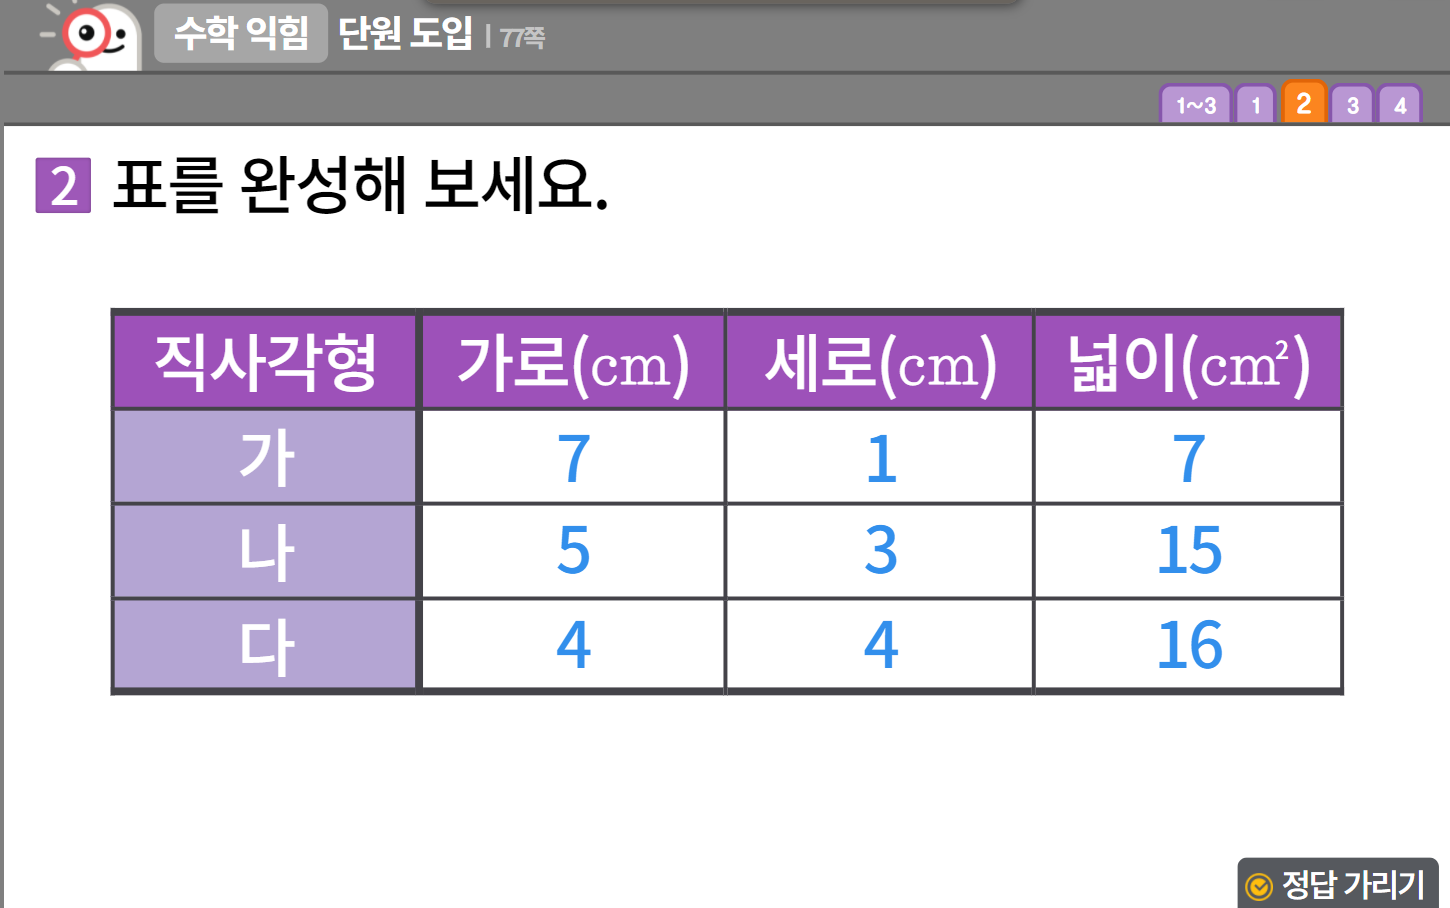 수학 익힘 단원 도입 | 77쪽
1~3 1 2 3 4
2 표를 완성해 보세요.
직사각형 가로(cm) 세로(cm) 넓이(cm²)
가 7 1 7
나 5 3 15
다 4 4 16
정답 가리기